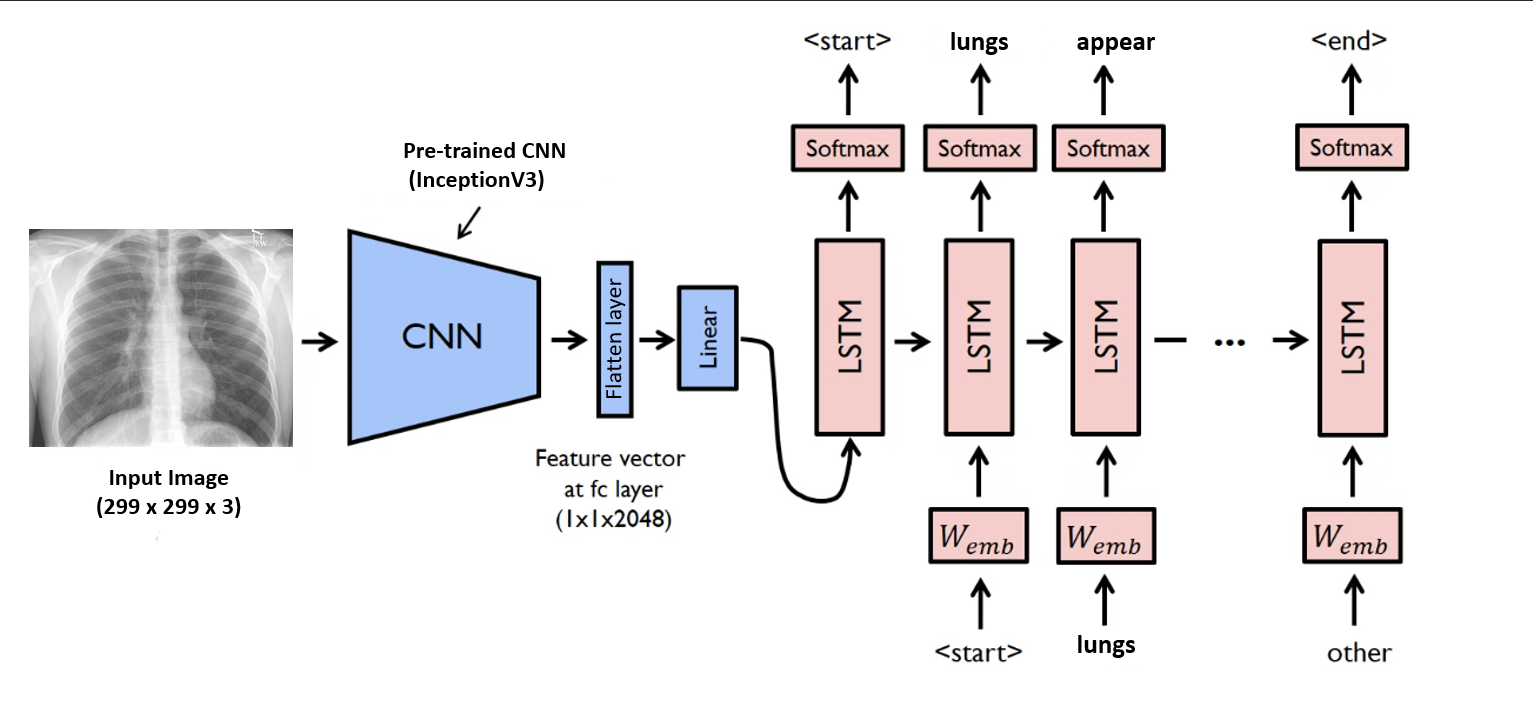 <start>
lungs
appear
<end>
Softmax
Softmax
Softmax
Softmax
Pre-trained CNN
(InceptionV3)
CNN
Flatten layer
Linear
LSTM
LSTM
LSTM
...
LSTM
Input Image
(299 x 299 x 3)
Feature vector
at fc layer
(1x1x2048)
W_emb
W_emb
W_emb
<start>
lungs
other